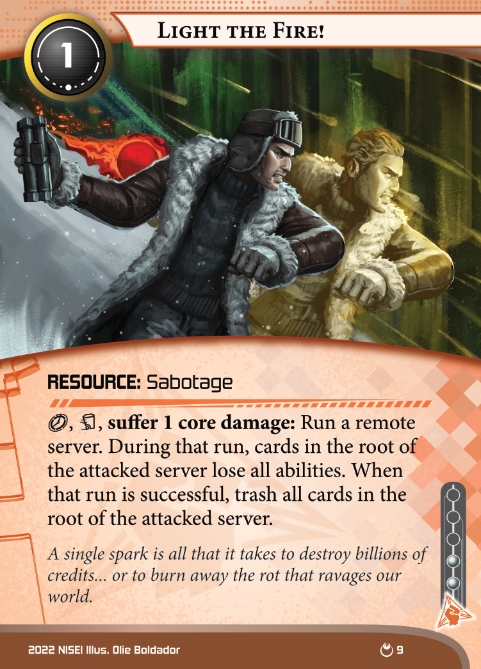 1
LIGHT THE FIRE!
RESOURCE: Sabotage
, , suffer 1 core damage: Run a remote
server. During that run, cards in the root of
the attacked server lose all abilities. When
that run is successful, trash all cards in the
root of the attacked server.
A single spark is all that it takes to destroy billions of
credits... or to burn away the rot that ravages our
world.
2022 NISEI Illus. Olie Boldador
9